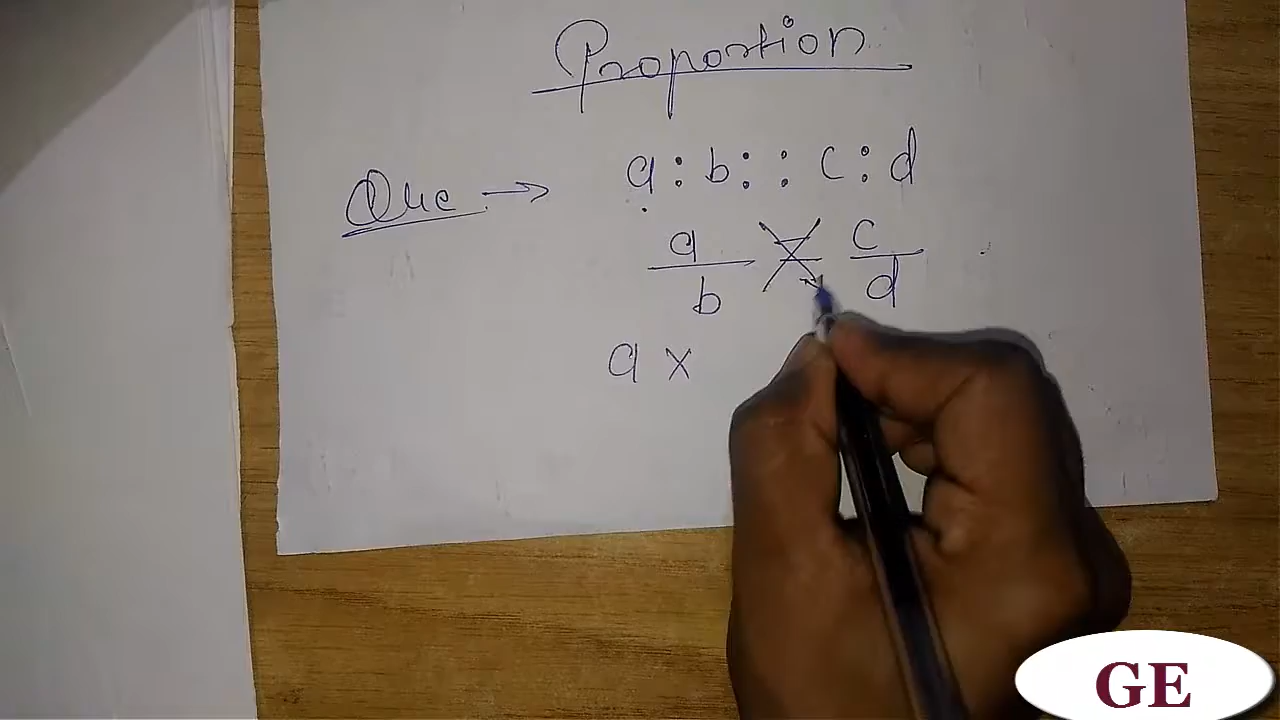 Proportion
Que → a : b : : c : d
a/b = c/d
a ×
GE